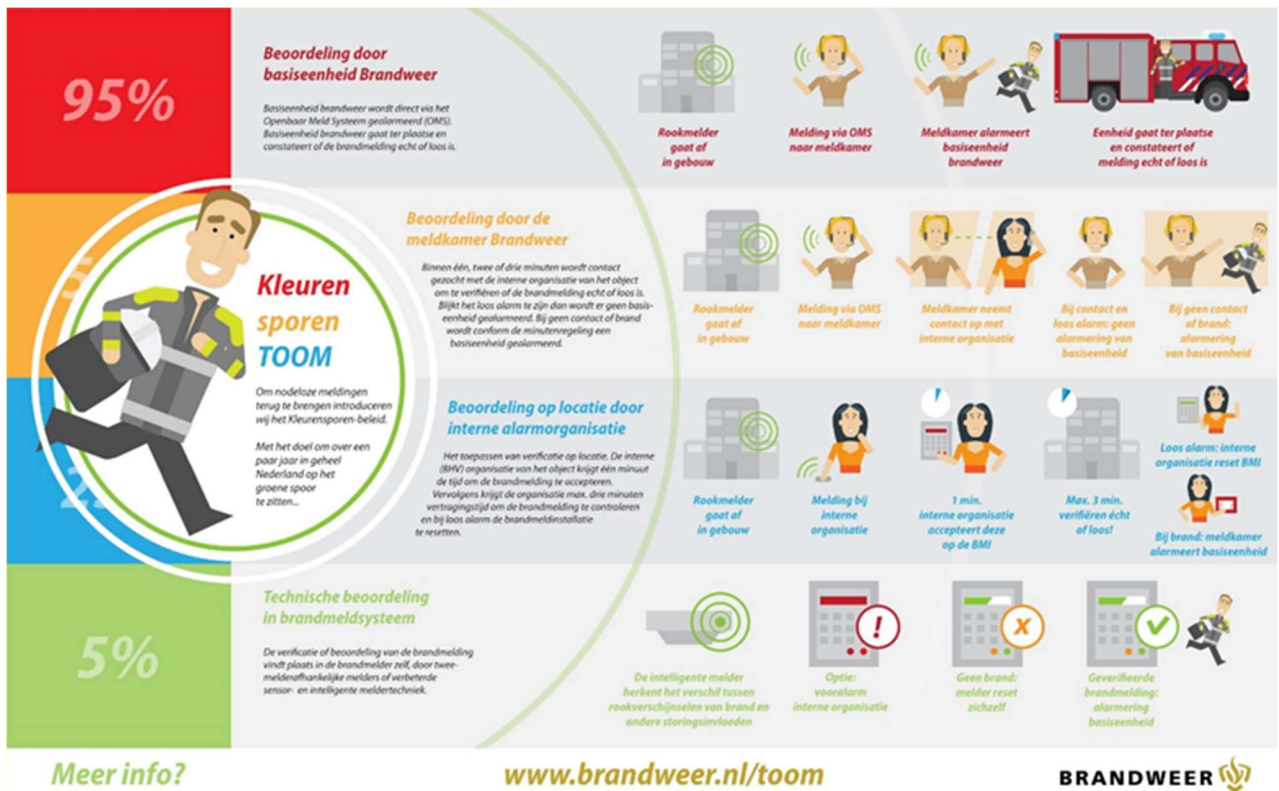 95%
Beoordeling door
basiseenheid Brandweer
Basiseenheid brandweer wordt direct via het
Openbaar Meld Systeem gealarmeerd (OMS).
Basiseenheid brandweer gaat ter plaatse en
constateert of de brandmelding echt of loos is.
Rookmelder
gaat af
in gebouw
Melding via OMS
naar meldkamer
Meldkamer alarmeert
basiseenheid
brandweer
Eenheid gaat ter plaatse
en constateert of
melding echt of loos is
Beoordeling door de
meldkamer Brandweer
Binnen één, twee of drie minuten wordt contact
gezocht met de interne organisatie van het object
om te verifiëren of de brandmelding echt of loos is.
Blijkt het loos alarm te zijn dan wordt er geen basis-
eenheid gealarmeerd. Bij geen contact of brand
wordt conform de minutenregeling een
basiseenheid gealarmeerd.
Rookmelder
gaat af
in gebouw
Melding via OMS
naar meldkamer
Meldkamer neemt
contact op met
interne organisatie
Bij contact en
loos alarm: geen
alarmering van
basiseenheid
Bij geen contact
of brand:
alarmering
van basiseenheid
Kleuren
sporen
TOOM
Om nodeloze meldingen
terug te brengen introduceren
wij het Kleurensporen-beleid.
Met het doel om over een
paar jaar in geheel
Nederland op het
groene spoor
te zitten...
Beoordeling op locatie door
interne alarmorganisatie
Het toepassen van verificatie op locatie. De interne
(BHV) organisatie van het object krijgt één minuut
de tijd om de brandmelding te accepteren.
Vervolgens krijgt de organisatie max. drie minuten
vertragingstijd om de brandmelding te controleren
en bij loos alarm de brandmeldinstallatie
te resetten.
Rookmelder
gaat af
in gebouw
Melding bij
interne
organisatie
1 min.
interne organisatie
accepteert deze
op de BMI
Max. 3 min.
verifiëren écht
of loos!
Loos alarm: interne
organisatie reset BMI
Bij brand: meldkamer
alarmeert basiseenheid
5%
Technische beoordeling
in brandmeldsysteem
De verificatie of beoordeling van de brandmelding
vindt plaats in de brandmelder zelf, door twee-
melderafhankelijke melders of verbeterde
sensor- en intelligente meldertechniek.
De intelligente melder
herkent het verschil tussen
rookverschijnselen van brand en
andere storingsinvloeden
!
Optie:
vooralarm
interne organisatie
X
Geen brand:
melder reset
zichzelf
Geverifieerde
brandmelding:
alarmering
basiseenheid
Meer info?
www.brandweer.nl/toom
BRANDWEER